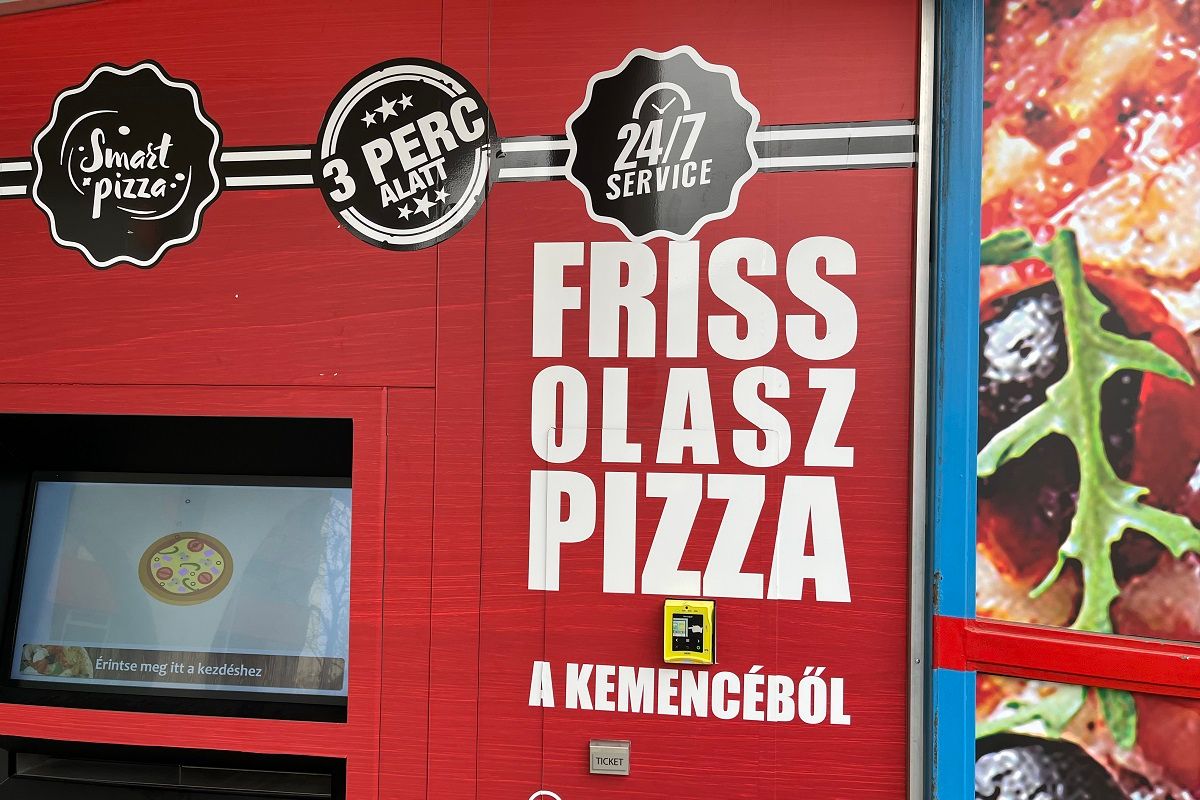 Smart
pizza
3 PERC
ALATT
24/7
SERVICE
FRISS
OLASZ
PIZZA
A KEMENCÉBŐL
Érintse meg itt a kezdéshez
TICKET